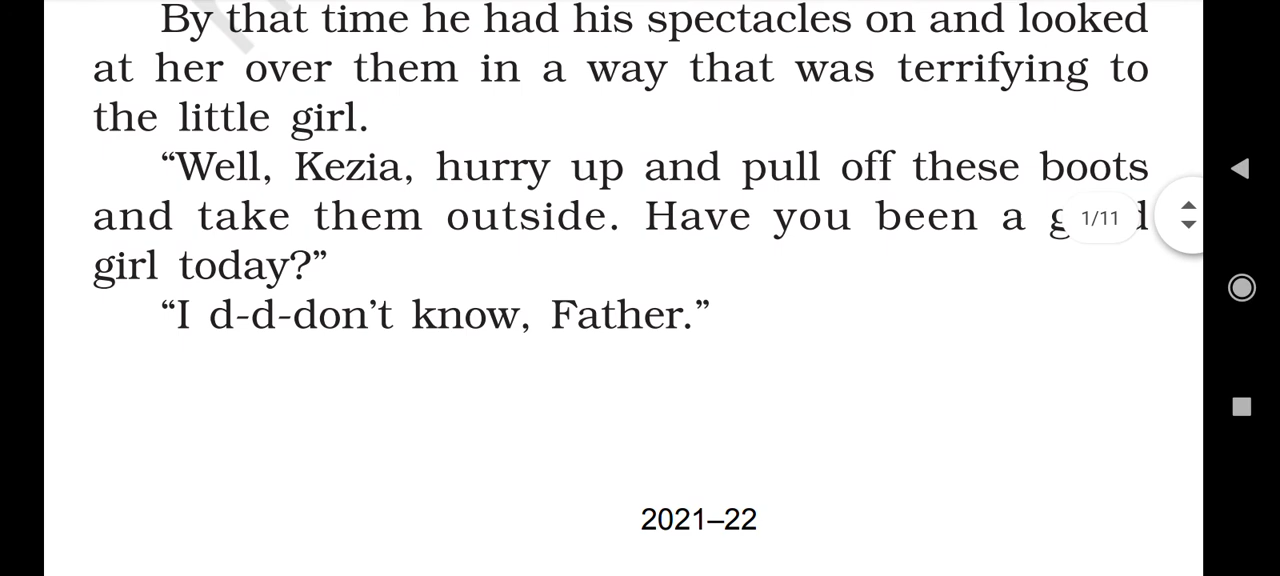 By that time he had his spectacles on and looked
at her over them in a way that was terrifying to
the little girl.
“Well, Kezia, hurry up and pull off these boots
and take them outside. Have you been a
1/11
girl today?”
“I d-d-don’t know, Father.”
2021–22